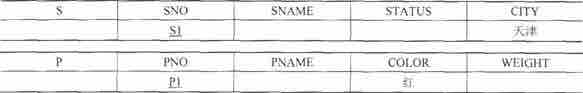 S SNO SNAME STATUS CITY
S1 天津
P PNO PNAME COLOR WEIGHT
P1 红